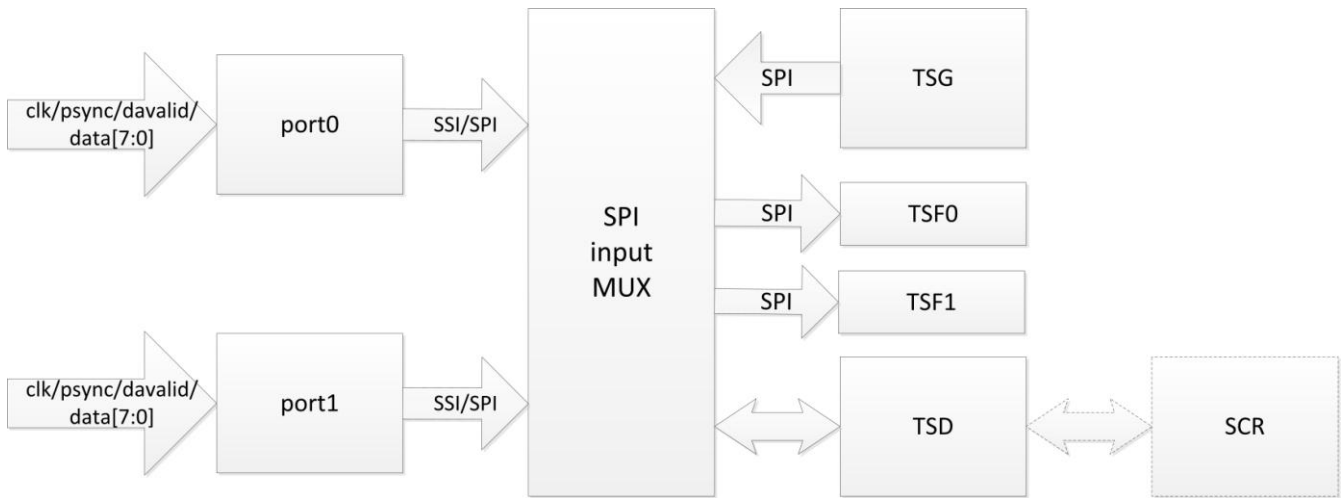 clk/psync/davalid/
data[7:0]
port0
SSI/SPI
clk/psync/davalid/
data[7:0]
port1
SSI/SPI
SPI
input
MUX
SPI
TSG
SPI
TSF0
SPI
TSF1
TSD
SCR